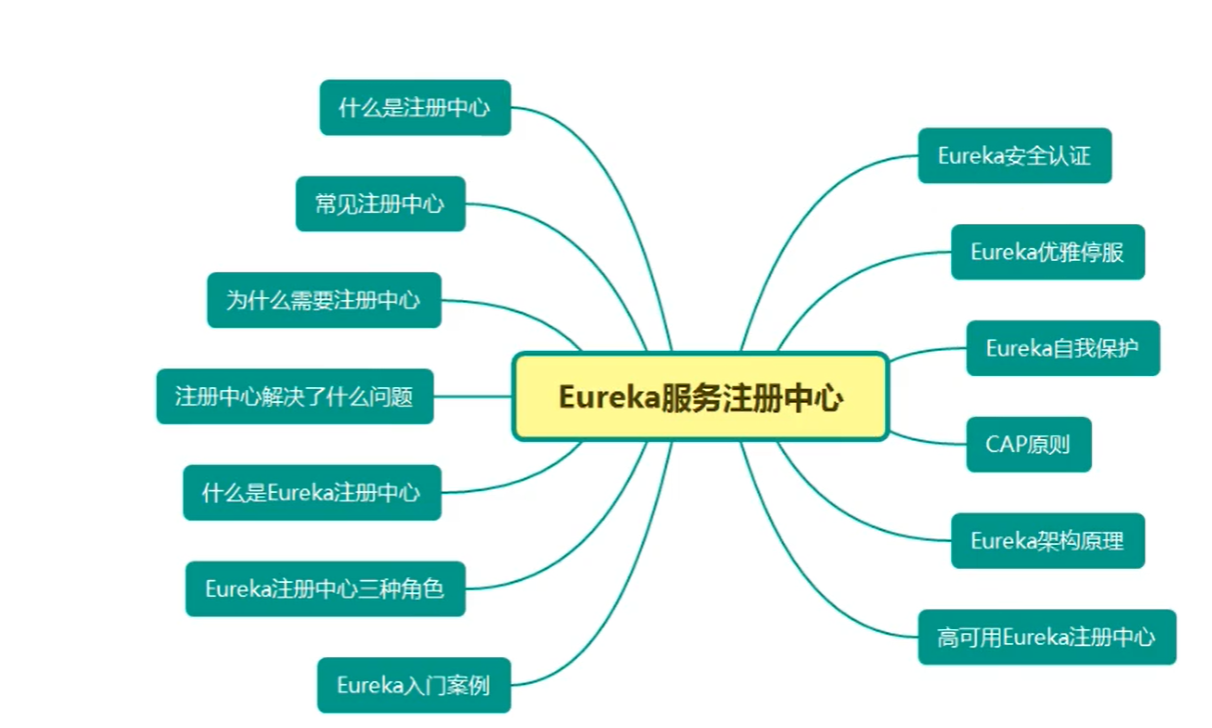 什么是注册中心
常见注册中心
为什么需要注册中心
注册中心解决了什么问题
什么是Eureka注册中心
Eureka注册中心三种角色
Eureka入门案例
Eureka服务注册中心
Eureka安全认证
Eureka优雅停服
Eureka自我保护
CAP原则
Eureka架构原理
高可用Eureka注册中心